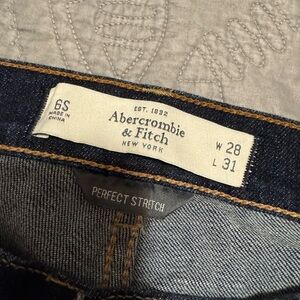 6S
MADE IN
CHINA
EST. 1892
Abercrombie
& Fitch
NEW YORK
W 28
L 31
PERFECT STRETCH